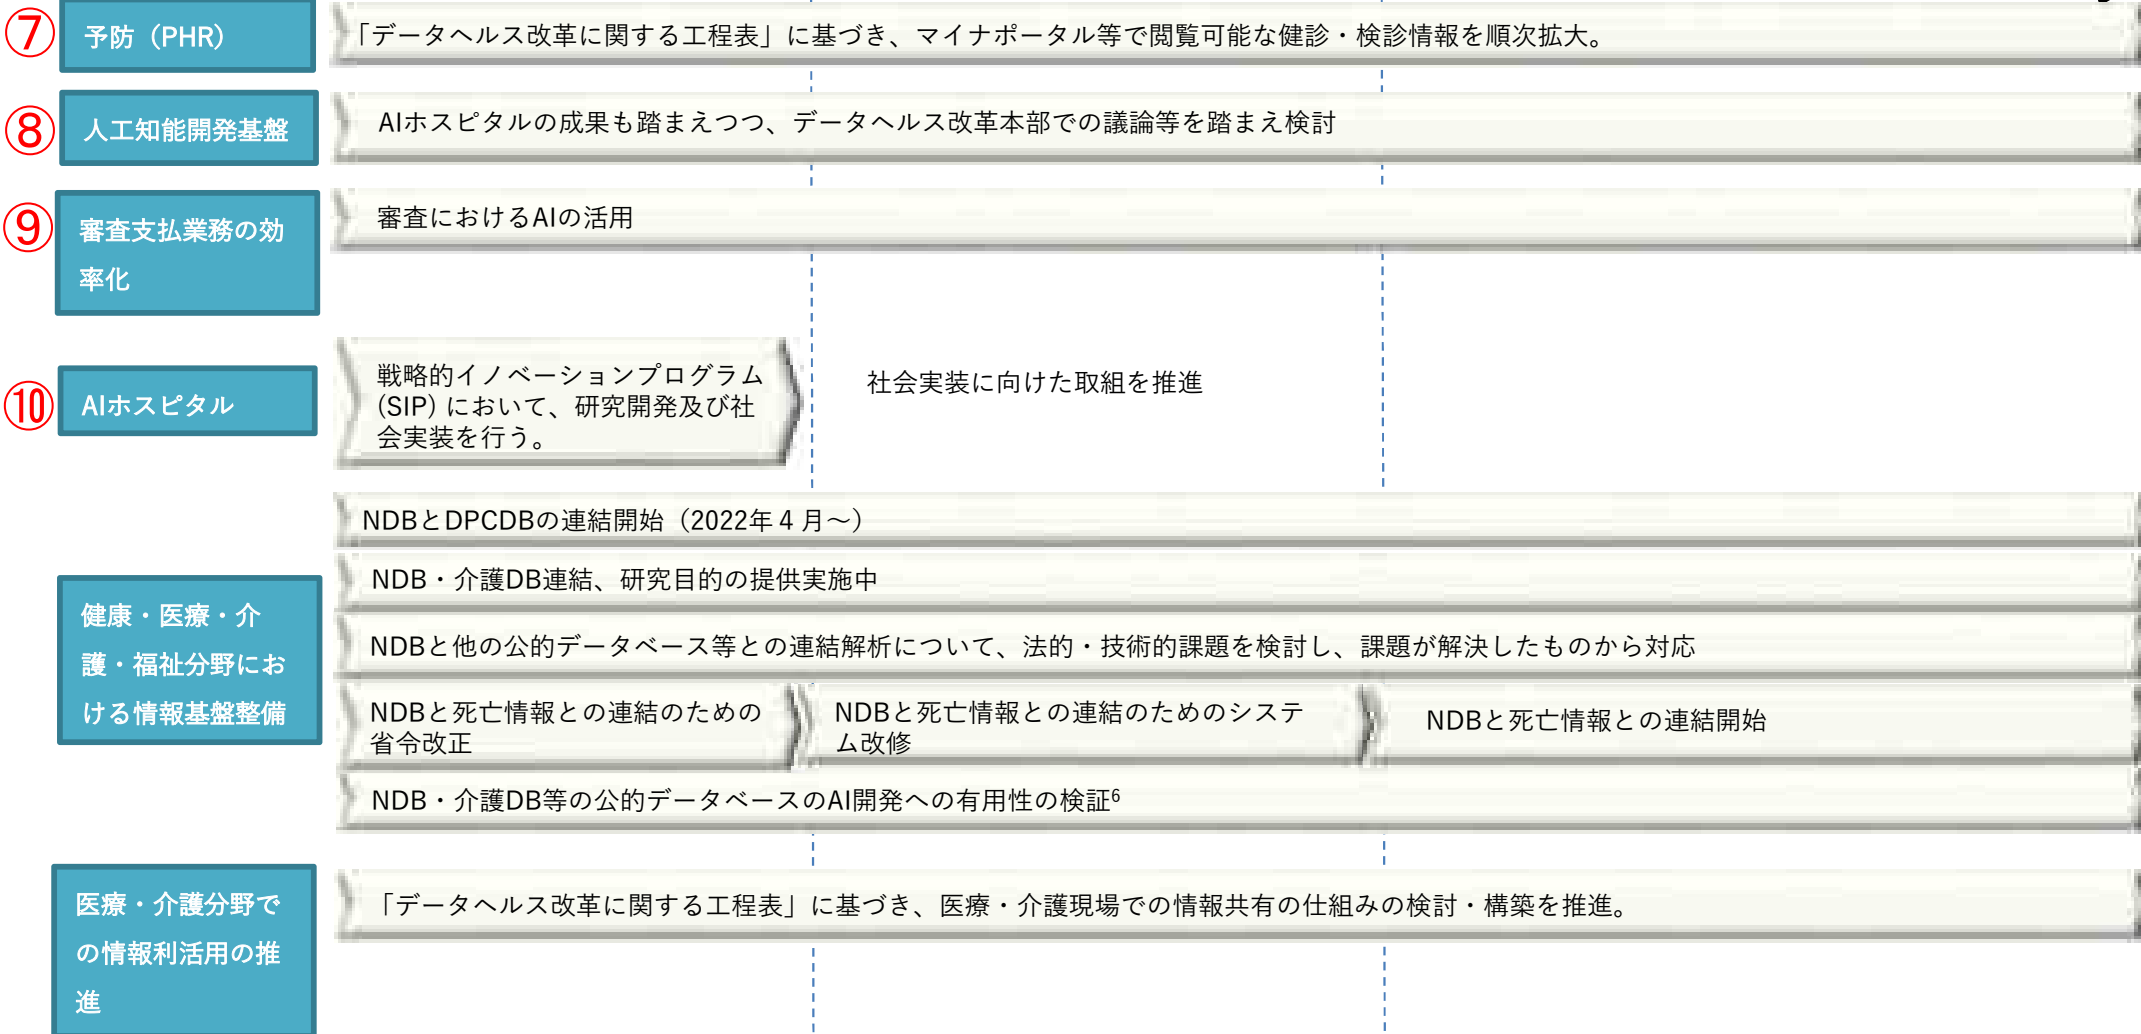 ⑦
予防（PHR）
「データヘルス改革に関する工程表」に基づき、マイナポータル等で閲覧可能な健診・検診情報を順次拡大。
⑧
人工知能開発基盤
AIホスピタルの成果も踏まえつつ、データヘルス改革本部での議論等を踏まえ検討
⑨
審査支払業務の効
率化
審査におけるAIの活用
⑩
AIホスピタル
戦略的イノベーションプログラム
(SIP) において、研究開発及び社
会実装を行う。
社会実装に向けた取組を推進
健康・医療・介
護・福祉分野にお
ける情報基盤整備
NDBとDPCDBの連結開始（2022年４月～）
NDB・介護DB連結、研究目的の提供実施中
NDBと他の公的データベース等との連結解析について、法的・技術的課題を検討し、課題が解決したものから対応
NDBと死亡情報との連結のための
省令改正
NDBと死亡情報との連結のためのシステ
ム改修
NDBと死亡情報との連結開始
NDB・介護DB等の公的データベースのAI開発への有用性の検証6
医療・介護分野で
の情報利活用の推
進
「データヘルス改革に関する工程表」に基づき、医療・介護現場での情報共有の仕組みの検討・構築を推進。